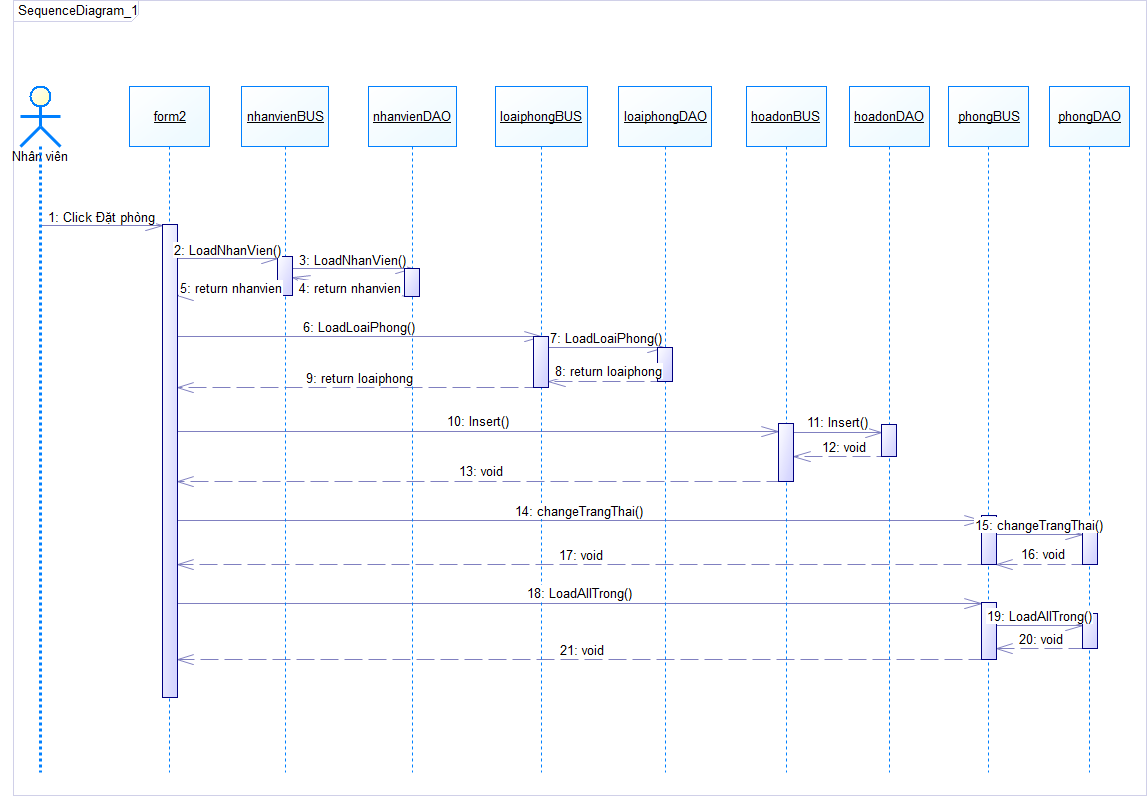 SequenceDiagram_1
form2
nhanvienBUS
nhanvienDAO
loaiphongBUS
loaiphongDAO
hoadonBUS
hoadonDAO
phongBUS
phongDAO
Nhân viên
1: Click Đặt phòng
2: LoadNhanVien()
3: LoadNhanVien()
5: return nhanvien
4: return nhanvien
6: LoadLoaiPhong()
7: LoadLoaiPhong()
8: return loaiphong
9: return loaiphong
10: Insert()
11: Insert()
12: void
13: void
14: changeTrangThai()
15: changeTrangThai()
16: void
17: void
18: LoadAllTrong()
19: LoadAllTrong()
20: void
21: void